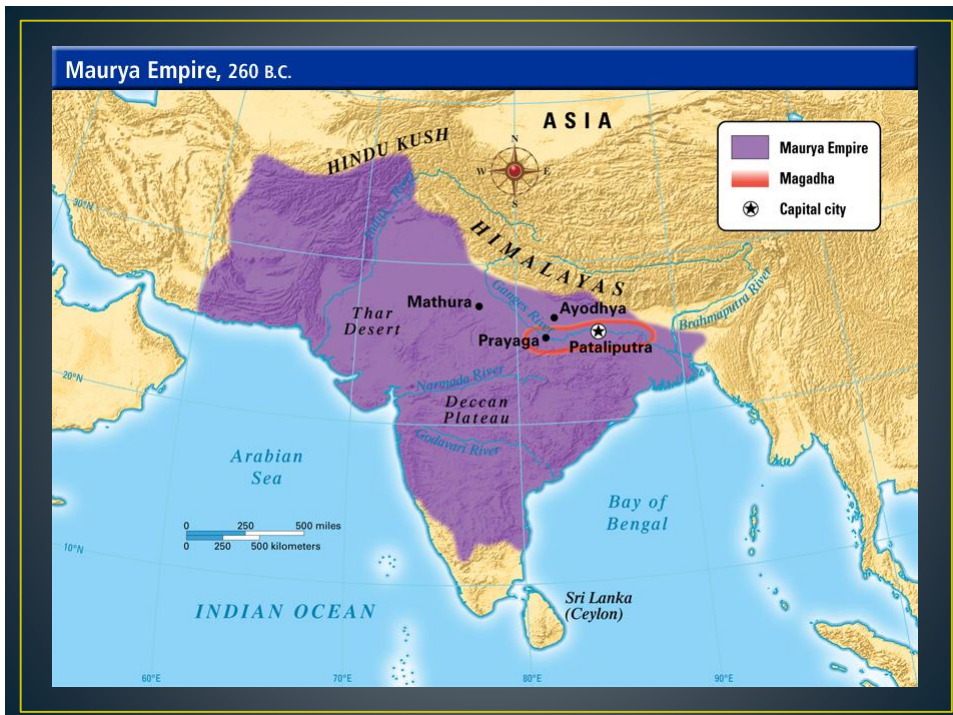 Maurya Empire, 260 B.C.
ASIA
HINDU KUSH
N
W E
S
Maurya Empire
Magadha
Capital city
30°N
Indus River
HIMALAYAS
Ganges River
Brahmaputra River
Mathura
Ayodhya
Thar
Desert
Prayaga
Pataliputra
20°N
Narmada River
Deccan
Plateau
Godavari River
Arabian
Sea
Bay of
Bengal
0 250 500 miles
0 250 500 kilometers
10°N
INDIAN OCEAN
Sri Lanka
(Ceylon)
60°E 70°E 80°E 90°E